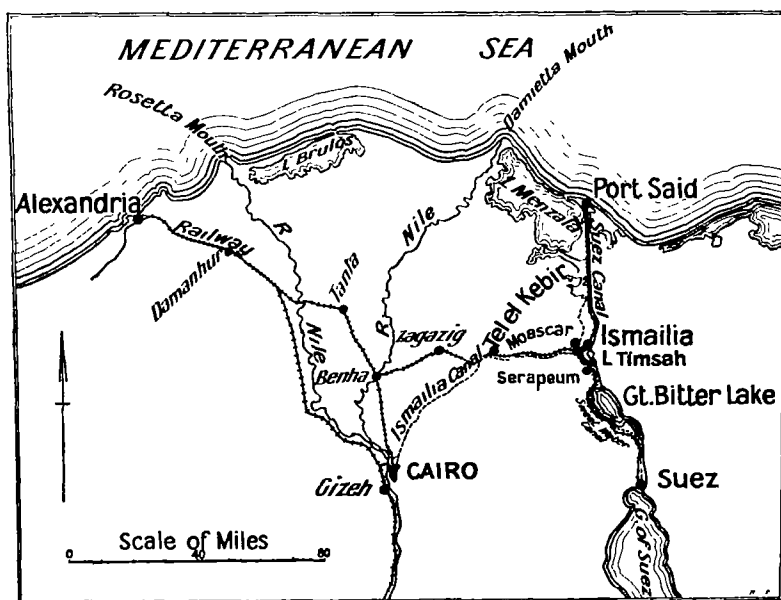 MEDITERRANEAN SEA
Rosetta Mouth
Damietta Mouth
L Brulos
L Menzala
Port Said
Alexandria
Railway
R Nile
R Nile
Suez Canal
Damanhur
Tanta
Tel el Kebir
Zagazig
Moascar
Ismailia
L Timsah
Benha
Ismailia Canal
Serapeum
Gt. Bitter Lake
CAIRO
Gizeh
Suez
G of Suez
Scale of Miles
0 40 80